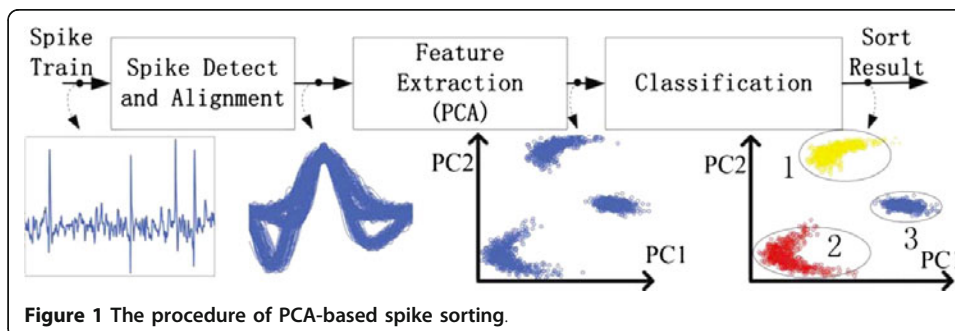 Spike
Train
Spike Detect
and Alignment
Feature
Extraction
(PCA)
Classification
Sort
Result
PC2
PC1
PC2
1
2
3
PC1
Figure 1 The procedure of PCA-based spike sorting.